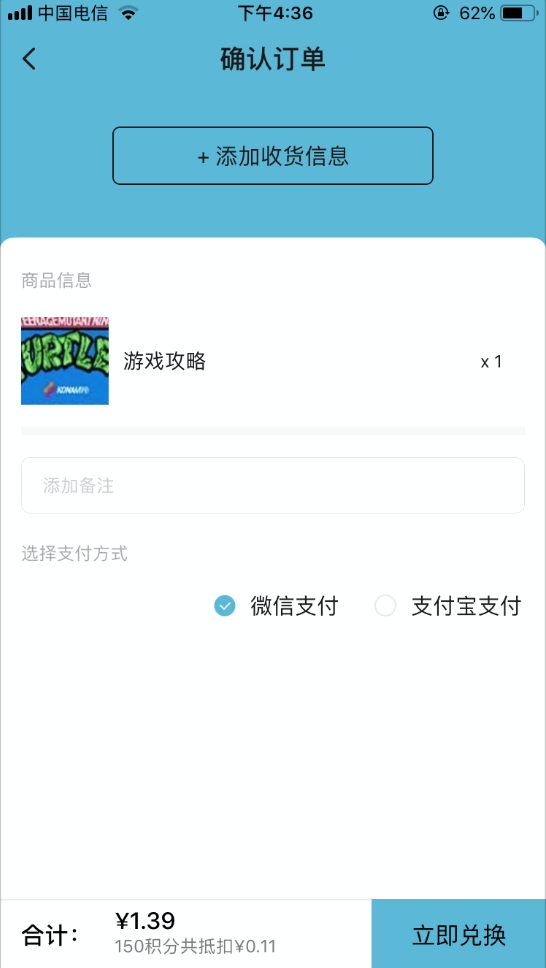 中国电信
下午4:36
62%
确认订单
+ 添加收货信息
商品信息
TURTLE
KONAMI
游戏攻略
x 1
添加备注
选择支付方式
微信支付
支付宝支付
合计:
¥1.39
150积分共抵扣¥0.11
立即兑换